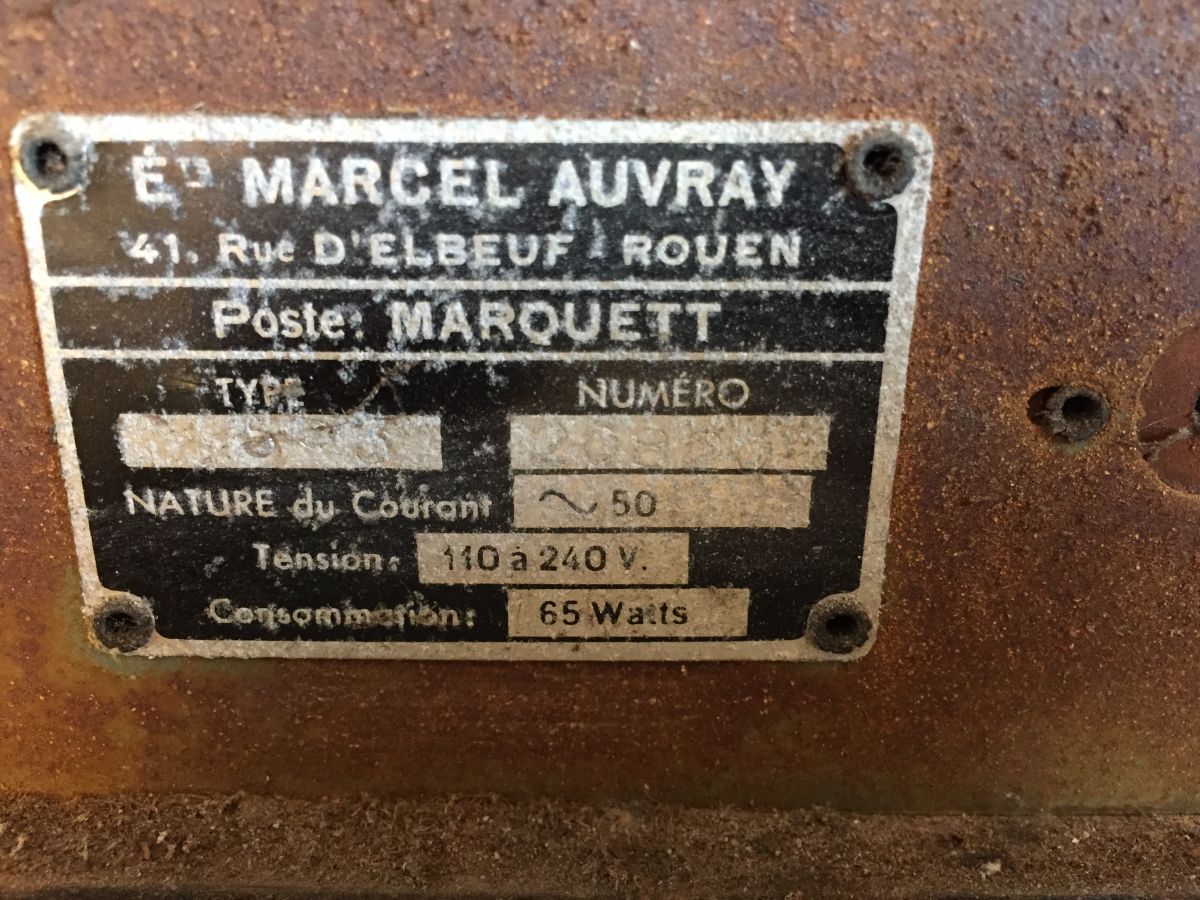 ÉTS MARCEL AUVRAY
41. Rue D'ELBEUF ROUEN
Poste: MARQUETT
TYPE NUMÉRO
NATURE du Courant ~ 50
Tension: 110 à 240 V.
Consommation: 65 Watts